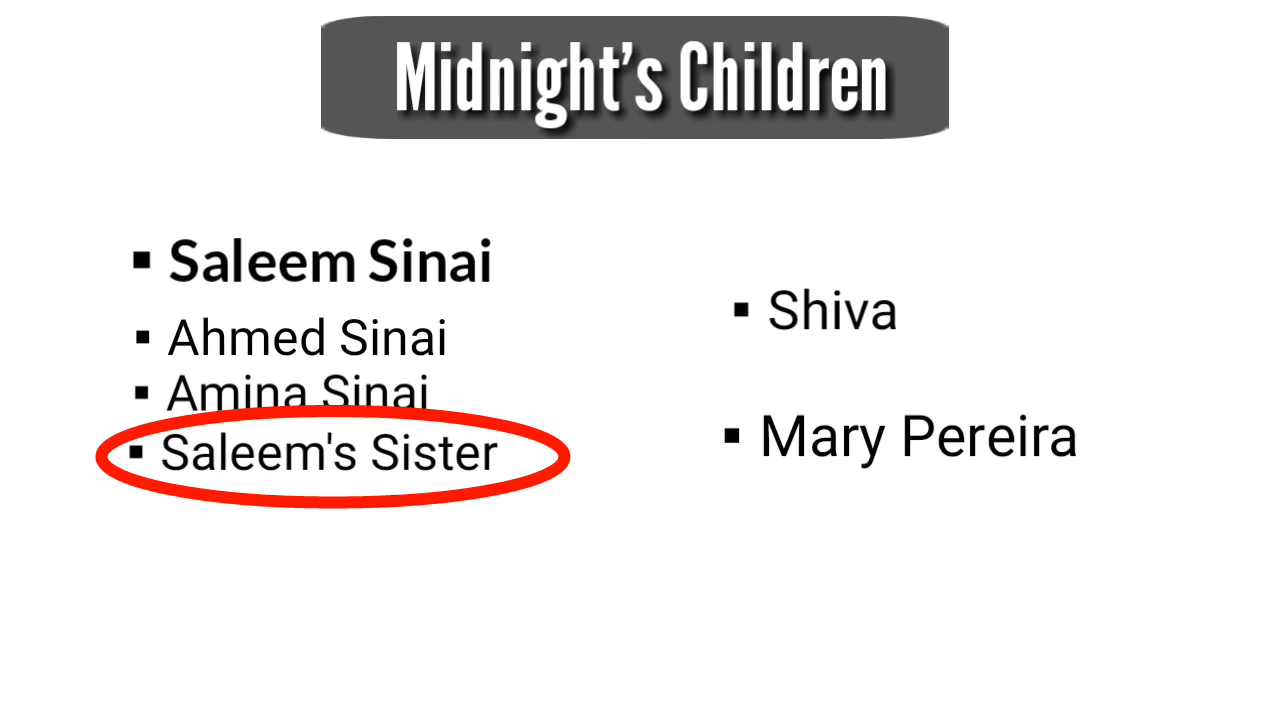 Midnight's Children
▪ Saleem Sinai
▪ Ahmed Sinai
▪ Amina Sinai
▪ Saleem's Sister
▪ Shiva
▪ Mary Pereira